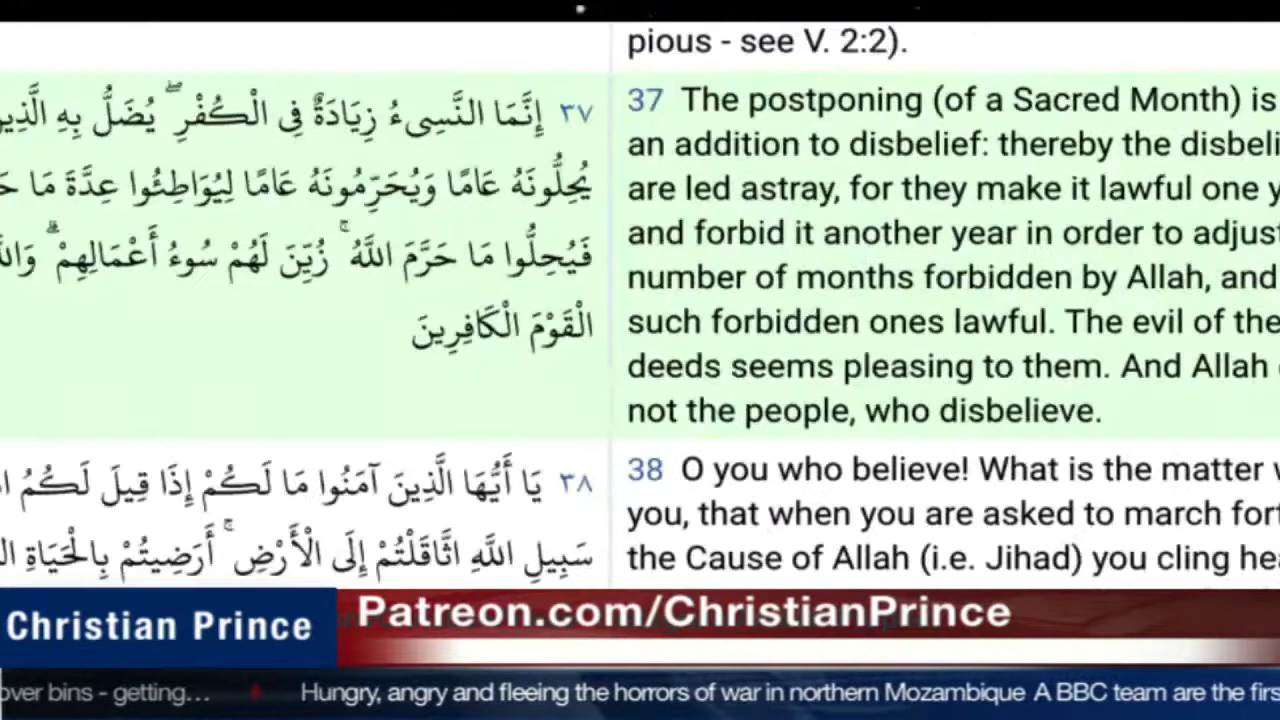 pious - see V. 2:2).
٣٧ إِنَّمَا النَّسِيءُ زِيَادَةٌ فِي الْكُفْرِ ۖ يُضَلُّ بِهِ
يُحِلُّونَهُ عَامًا وَيُحَرِّمُونَهُ عَامًا لِيُوَاطِئُوا عِدَّةَ مَا
فَيُحِلُّوا مَا حَرَّمَ اللَّهُ ۚ زُيِّنَ لَهُمْ سُوءُ أَعْمَالِهِمْ ۗ
الْقَوْمَ الْكَافِرِينَ
37 The postponing (of a Sacred Month) is
an addition to disbelief: thereby the
are led astray, for they make it lawful one
and forbid it another year in order to
number of months forbidden by Allah, and
such forbidden ones lawful. The evil of
deeds seems pleasing to them. And Allah
not the people, who disbelieve.
٣٨ يَا أَيُّهَا الَّذِينَ آمَنُوا مَا لَكُمْ إِذَا قِيلَ لَكُمُ
سَبِيلِ اللَّهِ اثَّاقَلْتُمْ إِلَى الْأَرْضِ ۚ أَرَضِيتُمْ بِالْحَيَاةِ
38 O you who believe! What is the matter
you, that when you are asked to march
the Cause of Allah (i.e. Jihad) you cling
Christian Prince
Patreon.com/ChristianPrince
over bins - getting... Hungry, angry and fleeing the horrors of war in northern Mozambique A BBC team are the